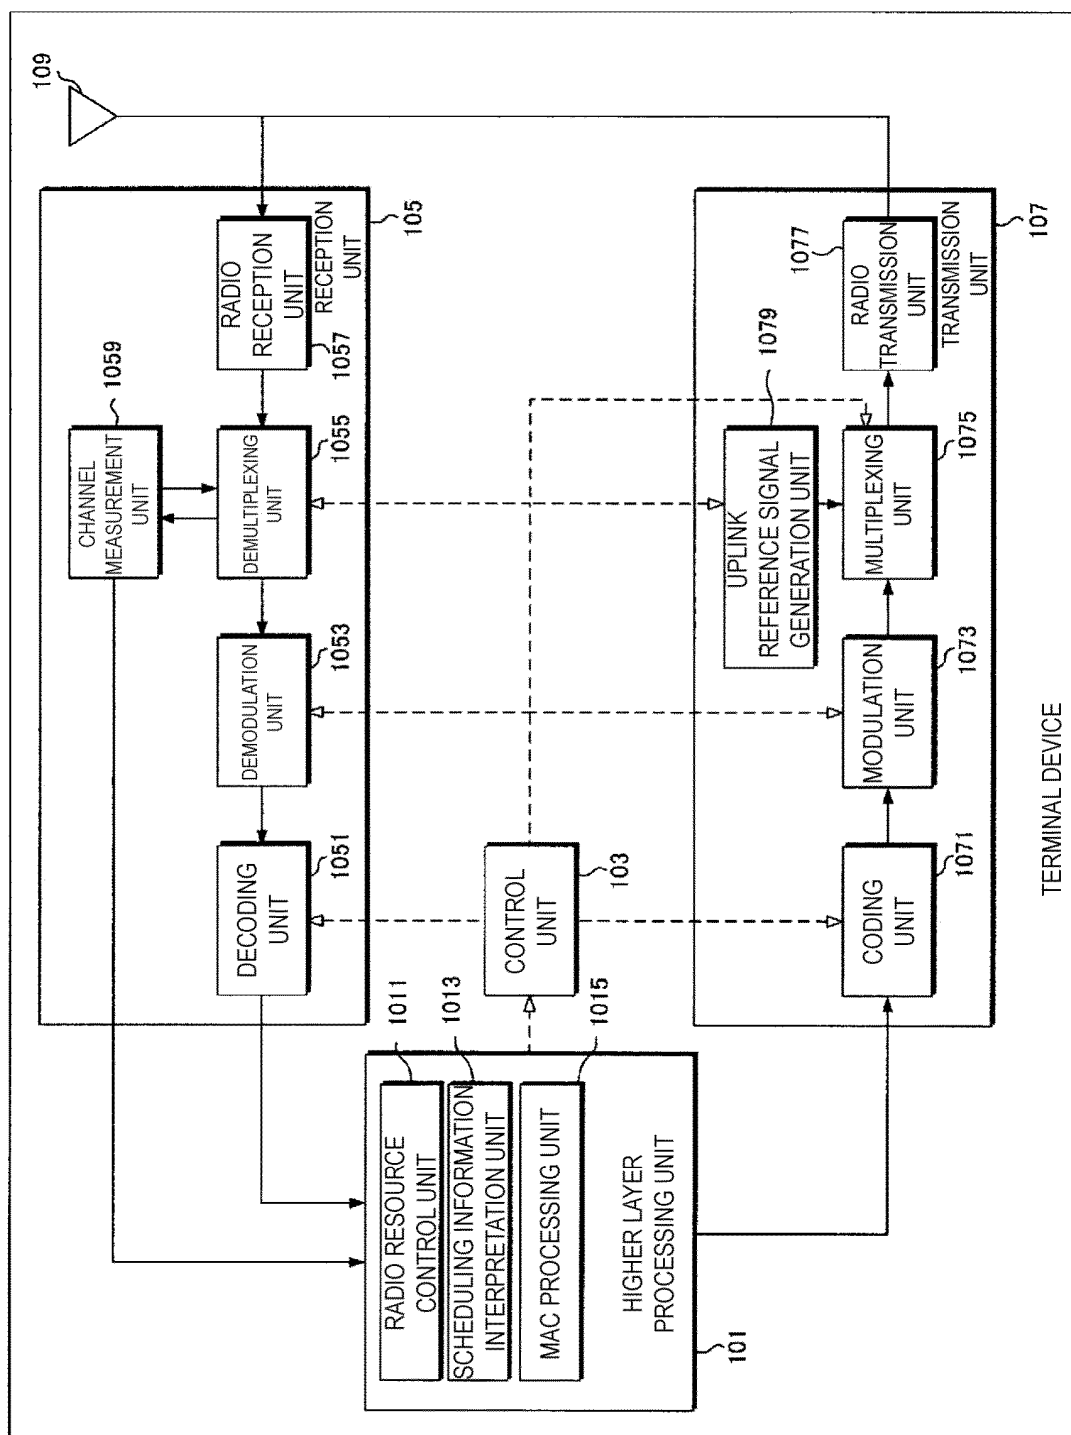 109
105
RADIO
RECEPTION
UNIT
RECEPTION
UNIT
1057
1059
CHANNEL
MEASUREMENT
UNIT
1055
DEMULTIPLEXING
UNIT
1053
DEMODULATION
UNIT
1051
DECODING
UNIT
103
CONTROL
UNIT
1011
1013
1015
RADIO RESOURCE
CONTROL UNIT
SCHEDULING INFORMATION
INTERPRETATION UNIT
MAC PROCESSING UNIT
HIGHER LAYER
PROCESSING UNIT
101
107
1077
RADIO
TRANSMISSION
UNIT
TRANSMISSION
UNIT
1079
UPLINK
REFERENCE SIGNAL
GENERATION UNIT
1075
MULTIPLEXING
UNIT
1073
MODULATION
UNIT
1071
CODING
UNIT
TERMINAL DEVICE